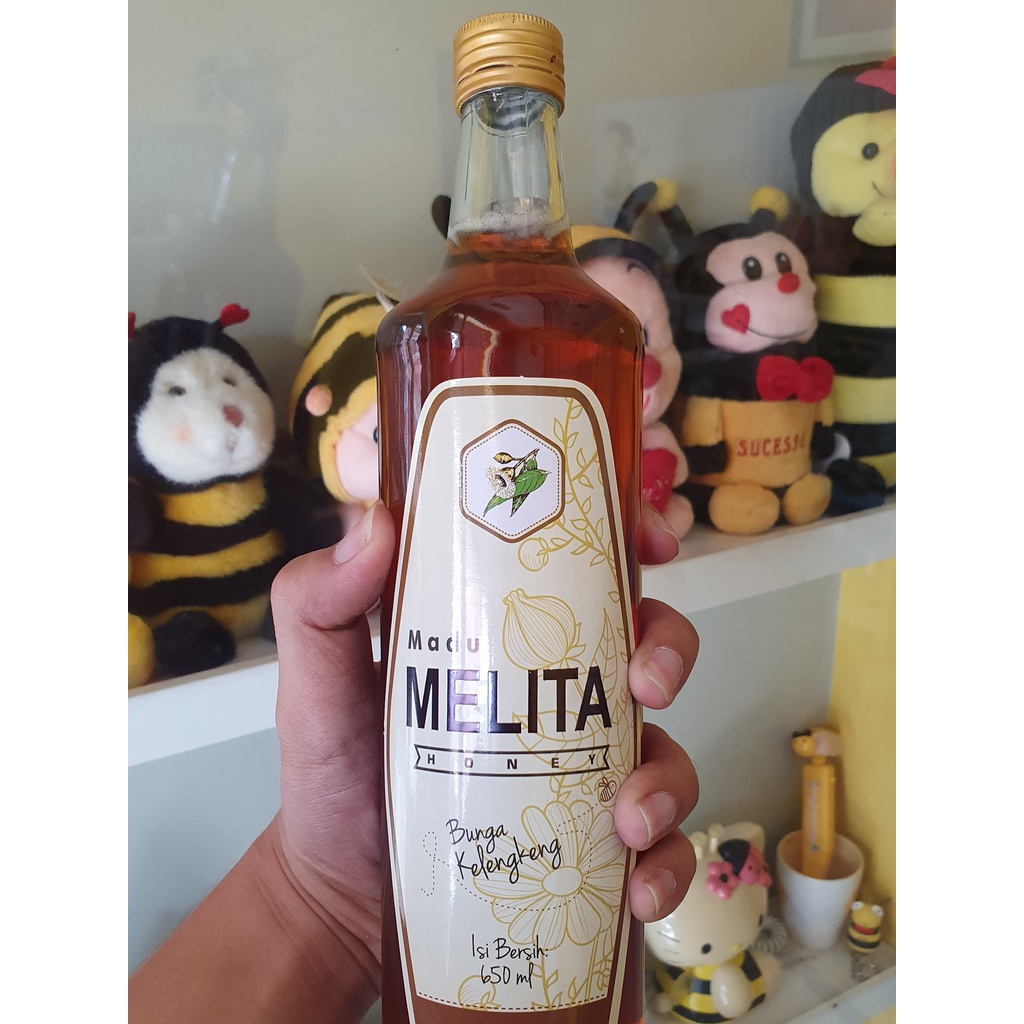 SUCESSO
Madu
MELITA
HONEY
Bunga
Kelengkeng
Isi Bersih:
650 ml